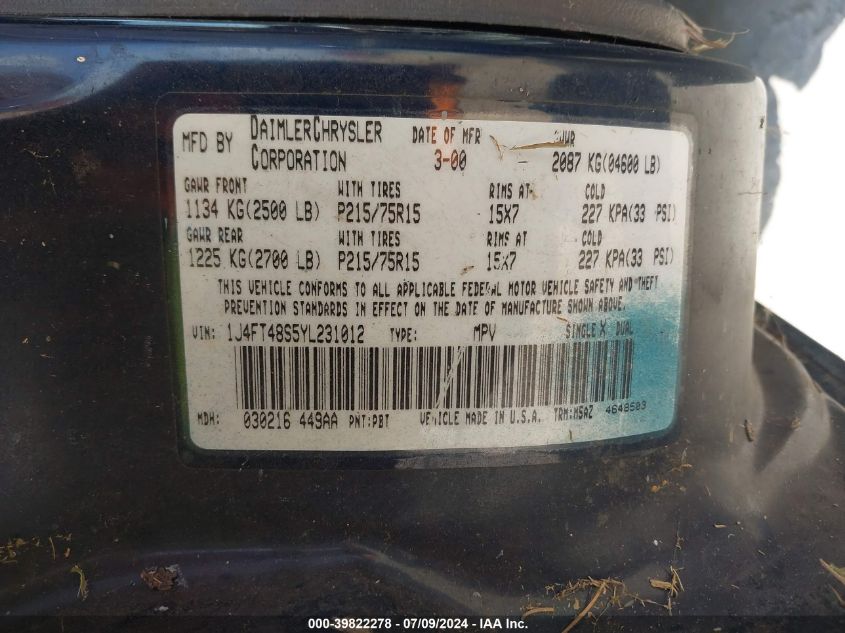 MFD BY DAIMLERCHRYSLER CORPORATION DATE OF MFR 3-00 GVWR 2087 KG(04600 LB)
GAWR FRONT WITH TIRES RIMS AT COLD
1134 KG(2500 LB) P215/75R15 15X7 227 KPA(33 PSI)
GAWR REAR WITH TIRES RIMS AT COLD
1225 KG(2700 LB) P215/75R15 15X7 227 KPA(33 PSI)
THIS VEHICLE CONFORMS TO ALL APPLICABLE FEDERAL MOTOR VEHICLE SAFETY AND THEFT
PREVENTION STANDARDS IN EFFECT ON THE DATE OF MANUFACTURE SHOWN ABOVE.
VIN: 1J4FT48S5YL231012 TYPE: MPV SINGLE X DUAL
MDH: 030216 449AA PNT:PBT VEHICLE MADE IN U.S.A. TRM:MSAZ 4648503
000-39822278 - 07/09/2024 - IAA Inc.